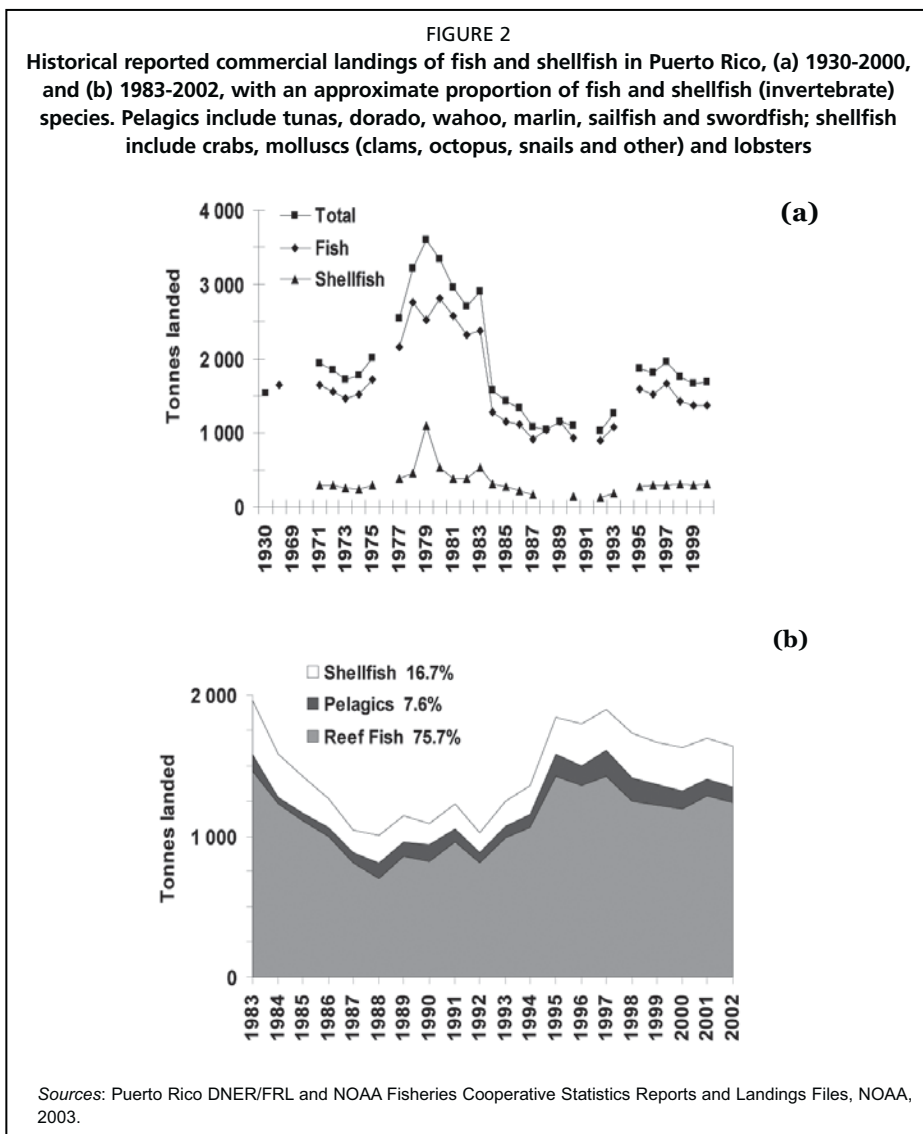 FIGURE 2
Historical reported commercial landings of fish and shellfish in Puerto Rico, (a) 1930-2000,
and (b) 1983-2002, with an approximate proportion of fish and shellfish (invertebrate)
species. Pelagics include tunas, dorado, wahoo, marlin, sailfish and swordfish; shellfish
include crabs, molluscs (clams, octopus, snails and other) and lobsters
(a)
Tonnes landed
4 000
3 000
2 000
1 000
0
Total
Fish
Shellfish
1930
1969
1971
1973
1975
1977
1979
1981
1983
1985
1987
1989
1991
1993
1995
1997
1999
(b)
Shellfish 16.7%
Pelagics 7.6%
Reef Fish 75.7%
Tonnes landed
2 000
1 000
0
1983
1984
1985
1986
1987
1988
1989
1990
1991
1992
1993
1994
1995
1996
1997
1998
1999
2000
2001
2002
Sources: Puerto Rico DNER/FRL and NOAA Fisheries Cooperative Statistics Reports and Landings Files, NOAA,
2003.